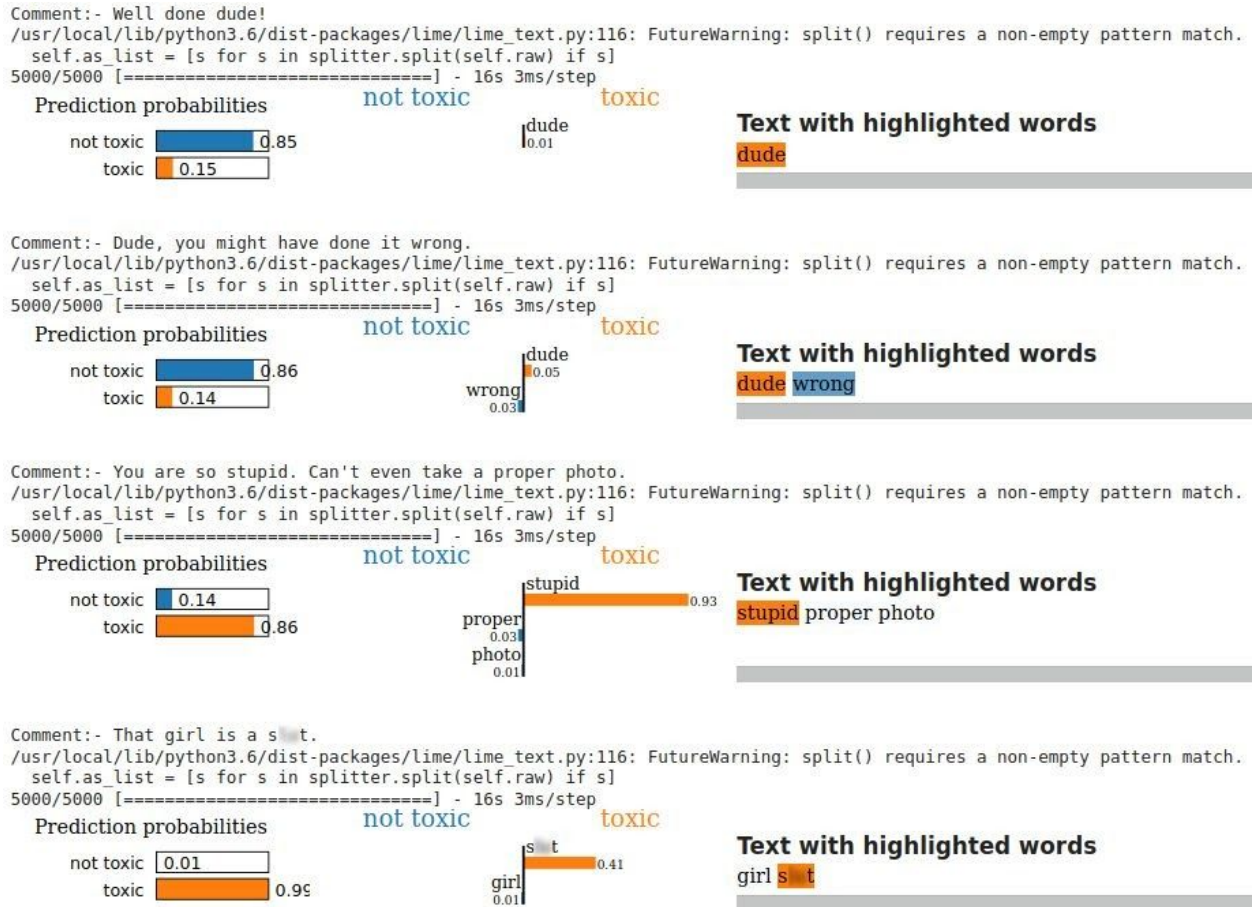 Comment:- Well done dude!
/usr/local/lib/python3.6/dist-packages/lime/lime_text.py:116: FutureWarning: split() requires a non-empty pattern match.
self.as_list = [s for s in splitter.split(self.raw) if s]
5000/5000 [==============================] - 16s 3ms/step
Prediction probabilities
not toxic 0.85
toxic 0.15
not toxic toxic
dude
0.01
Text with highlighted words
dude
Comment:- Dude, you might have done it wrong.
/usr/local/lib/python3.6/dist-packages/lime/lime_text.py:116: FutureWarning: split() requires a non-empty pattern match.
self.as_list = [s for s in splitter.split(self.raw) if s]
5000/5000 [==============================] - 16s 3ms/step
Prediction probabilities
not toxic 0.86
toxic 0.14
not toxic toxic
dude
0.05
wrong
0.03
Text with highlighted words
dude wrong
Comment:- You are so stupid. Can't even take a proper photo.
/usr/local/lib/python3.6/dist-packages/lime/lime_text.py:116: FutureWarning: split() requires a non-empty pattern match.
self.as_list = [s for s in splitter.split(self.raw) if s]
5000/5000 [==============================] - 16s 3ms/step
Prediction probabilities
not toxic 0.14
toxic 0.86
not toxic toxic
stupid
0.93
proper
0.03
photo
0.01
Text with highlighted words
stupid proper photo
Comment:- That girl is a
/usr/local/lib/python3.6/dist-packages/lime/lime_text.py:116: FutureWarning: split() requires a non-empty pattern match.
self.as_list = [s for s in splitter.split(self.raw) if s]
5000/5000 [==============================] - 16s 3ms/step
Prediction probabilities
not toxic 0.01
toxic 0.99
not toxic toxic
0.41
girl
0.01
Text with highlighted words
girl